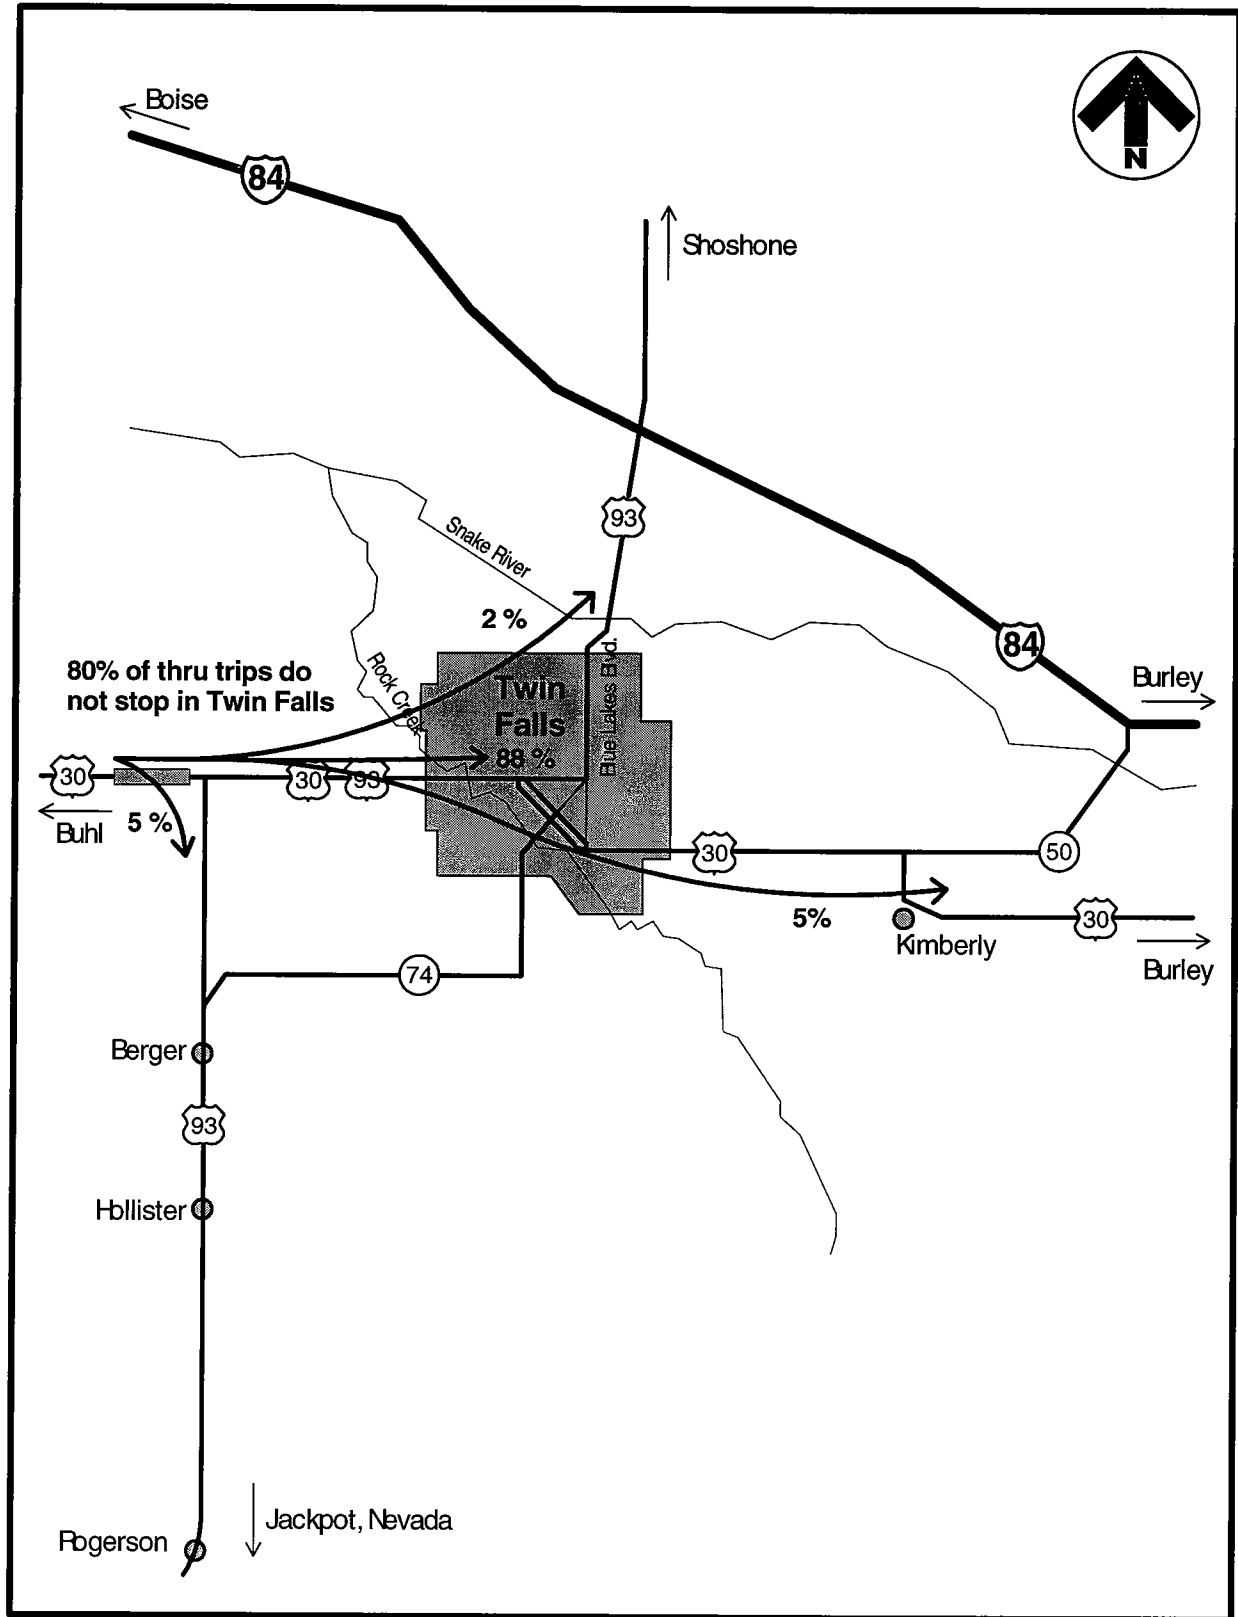 Boise
84
N
Shoshone
93
Snake River
2 %
84
Rock Creek
Blue Lakes Blvd.
80% of thru trips do
not stop in Twin Falls
Twin
Falls
88 %
Burley
30
30
93
Buhl
5 %
30
50
5%
Kimberly
30
Burley
74
Berger
93
Hollister
Jackpot, Nevada
Rogerson